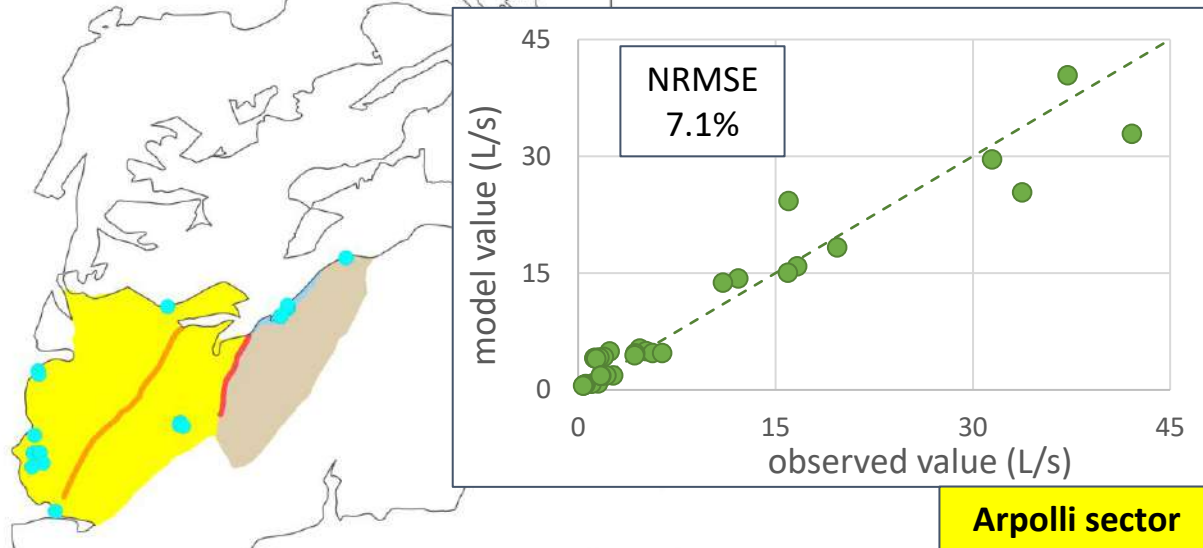 45
30
15
0
model value (L/s)
NRMSE
7.1%
0
15
30
45
observed value (L/s)
Arpolli sector